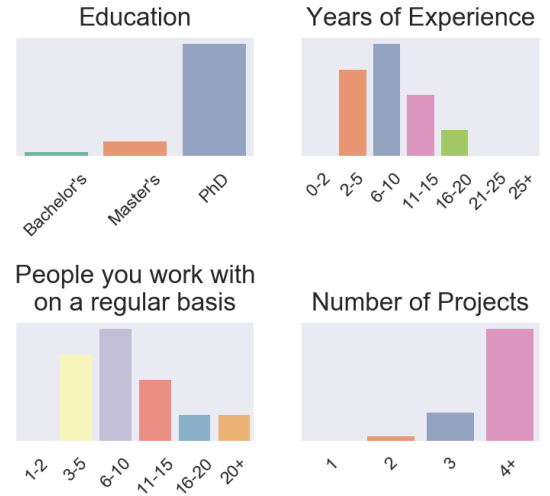 Education
Bachelor's
Master's
PhD
Years of Experience
0-2
2-5
6-10
11-15
16-20
21-25
25+
People you work with
on a regular basis
1-2
3-5
6-10
11-15
16-20
20+
Number of Projects
1
2
3
4+